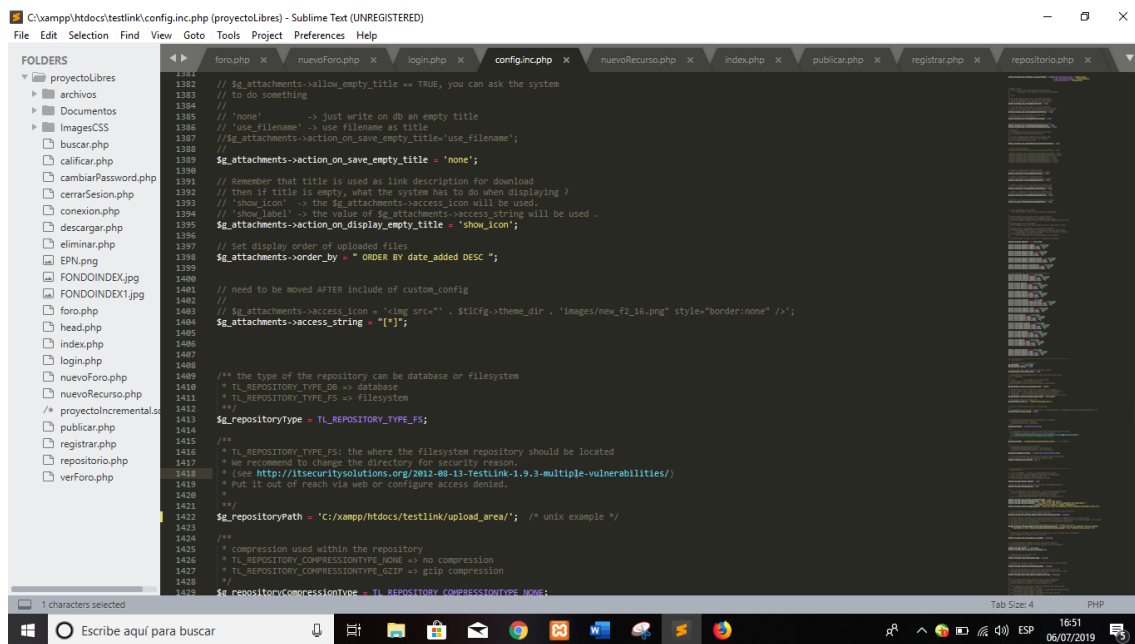 C:\xampp\htdocs\testlink\config.inc.php (proyectoLibres) - Sublime Text (UNREGISTERED)
File Edit Selection Find View Goto Tools Project Preferences Help
FOLDERS
proyectoLibres
archivos
Documentos
ImagesCSS
buscar.php
calificar.php
cambiarPassword.php
cerrarSesion.php
conexion.php
descargar.php
eliminar.php
EPN.png
FONDOINDEX.jpg
FONDOINDEX1.jpg
foro.php
head.php
index.php
login.php
nuevoForo.php
nuevoRecurso.php
/* proyectoIncremental.sc
publicar.php
registrar.php
repositorio.php
verForo.php
foro.php × nuevoForo.php × login.php × config.inc.php × nuevoRecurso.php × index.php × publicar.php × registrar.php × repositorio.php ×
1381
1382 // $g_attachments->allow_empty_title == TRUE, you can ask the system
1383 // to do something
1384 //
1385 // 'none' -> just write on db an empty title
1386 // 'use_filename' -> use filename as title
1387 //$g_attachments->action_on_save_empty_title='use_filename';
1388 //
1389 $g_attachments->action_on_save_empty_title = 'none';
1390
1391 // Remember that title is used as link description for download
1392 // then if title is empty, what the system has to do when displaying ?
1393 // 'show_icon' -> the $g_attachments->access_icon will be used.
1394 // 'show_label' -> the value of $g_attachments->access_string will be used .
1395 $g_attachments->action_on_display_empty_title = 'show_icon';
1396
1397 // Set display order of uploaded files
1398 $g_attachments->order_by = " ORDER BY date_added DESC ";
1399
1400
1401 // need to be moved AFTER include of custom_config
1402 //
1403 // $g_attachments->access_icon = '<img src="' . $tlCfg->theme_dir . 'images/new_f2_16.png" style="border:none" />';
1404 $g_attachments->access_string = "[*]";
1405
1406
1407
1408
1409 /** the type of the repository can be database or filesystem
1410 * TL_REPOSITORY_TYPE_DB => database
1411 * TL_REPOSITORY_TYPE_FS => filesystem
1412 **/
1413 $g_repositoryType = TL_REPOSITORY_TYPE_FS;
1414
1415 /**
1416 * TL_REPOSITORY_TYPE_FS: the where the filesystem repository should be located
1417 * We recommend to change the directory for security reason.
1418 * (see http://itsecuritysolutions.org/2012-08-13-TestLink-1.9.3-multiple-vulnerabilities/)
1419 * Put it out of reach via web or configure access denied.
1420 *
1421 **/
1422 $g_repositoryPath = 'C:/xampp/htdocs/testlink/upload_area/'; /* unix example */
1423
1424 /**
1425 * compression used within the repository
1426 * TL_REPOSITORY_COMPRESSIONTYPE_NONE => no compression
1427 * TL_REPOSITORY_COMPRESSIONTYPE_GZIP => gzip compression
1428 */
1429 $g_repositoryCompressionType = TL_REPOSITORY_COMPRESSIONTYPE_NONE;
1 characters selected Tab Size: 4 PHP
Escribe aquí para buscar
ESP
16:51
06/07/2019